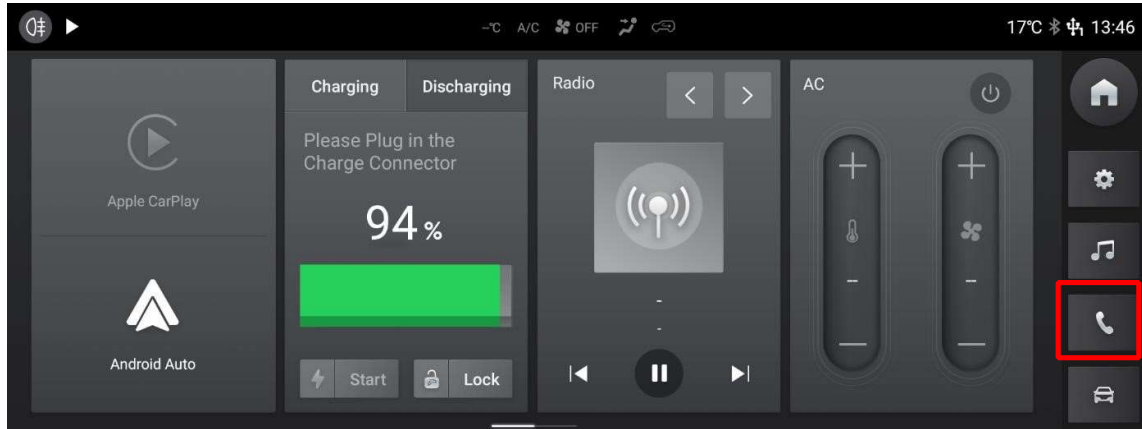 --℃ A/C OFF
17℃ 13:46
Apple CarPlay
Android Auto
Charging Discharging
Please Plug in the
Charge Connector
94 %
Start Lock
Radio
-
-
AC
- -